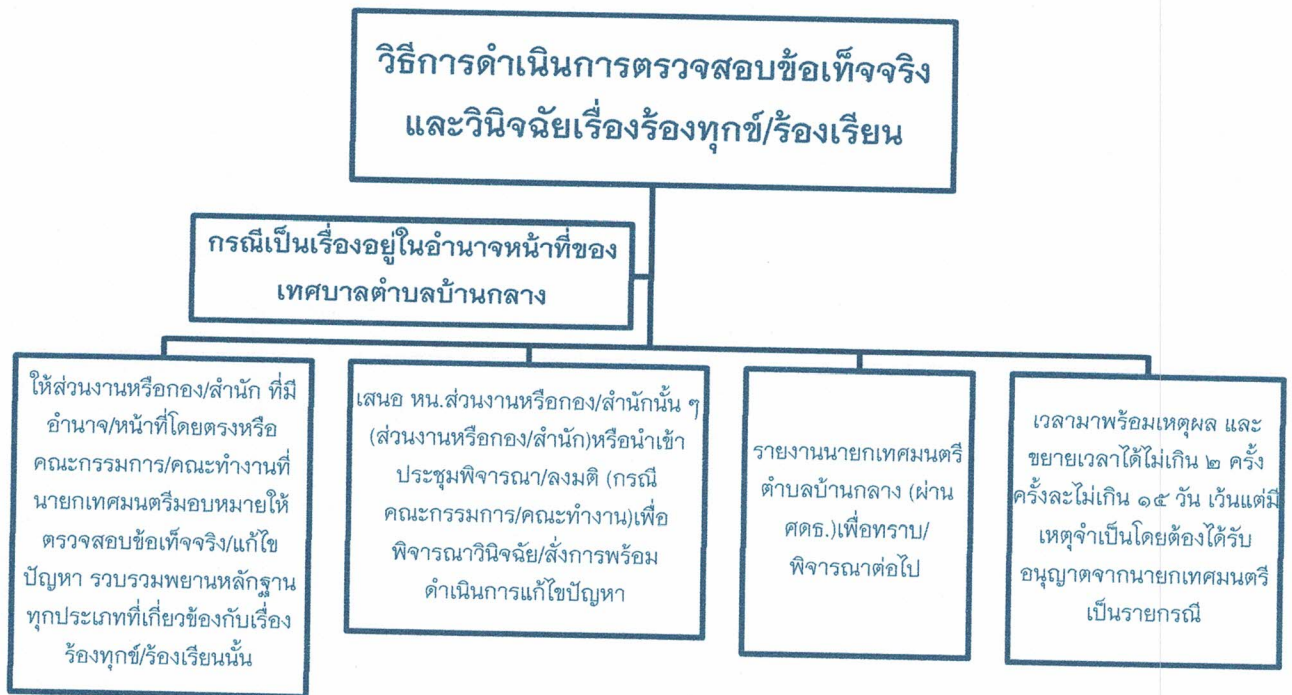 วิธีการดำเนินการตรวจสอบข้อเท็จจริง
และวินิจฉัยเรื่องร้องทุกข์/ร้องเรียน
กรณีเป็นเรื่องอยู่ในอำนาจหน้าที่ของ
เทศบาลตำบลบ้านกลาง
ให้ส่วนงานหรือกอง/สำนัก ที่มี
อำนาจ/หน้าที่โดยตรงหรือ
คณะกรรมการ/คณะทำงานที่
นายกเทศมนตรีมอบหมายให้
ตรวจสอบข้อเท็จจริง/แก้ไข
ปัญหา รวบรวมพยานหลักฐาน
ทุกประเภทที่เกี่ยวข้องกับเรื่อง
ร้องทุกข์/ร้องเรียนนั้น
เสนอ หน.ส่วนงานหรือกอง/สำนักนั้น ๆ
(ส่วนงานหรือกอง/สำนัก)หรือนำเข้า
ประชุมพิจารณา/ลงมติ (กรณี
คณะกรรมการ/คณะทำงาน)เพื่อ
พิจารณาวินิจฉัย/สั่งการพร้อม
ดำเนินการแก้ไขปัญหา
รายงานนายกเทศมนตรี
ตำบลบ้านกลาง (ผ่าน
ศดธ.)เพื่อทราบ/
พิจารณาต่อไป
เวลามาพร้อมเหตุผล และ
ขยายเวลาได้ไม่เกิน ๒ ครั้ง
ครั้งละไม่เกิน ๑๕ วัน เว้นแต่มี
เหตุจำเป็นโดยต้องได้รับ
อนุญาตจากนายกเทศมนตรี
เป็นรายกรณี